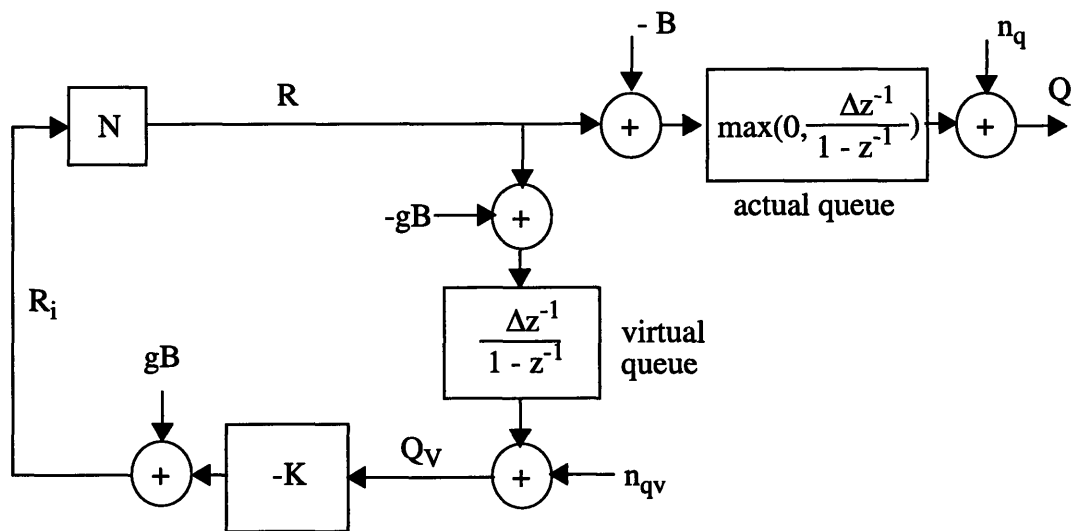 - B
n_q
N
R
+
max(0, Δz^-1 / 1 - z^-1)
+
Q
actual queue
-gB
+
R_i
Δz^-1 / 1 - z^-1
virtual
queue
gB
+
-K
Q_V
+
n_qv